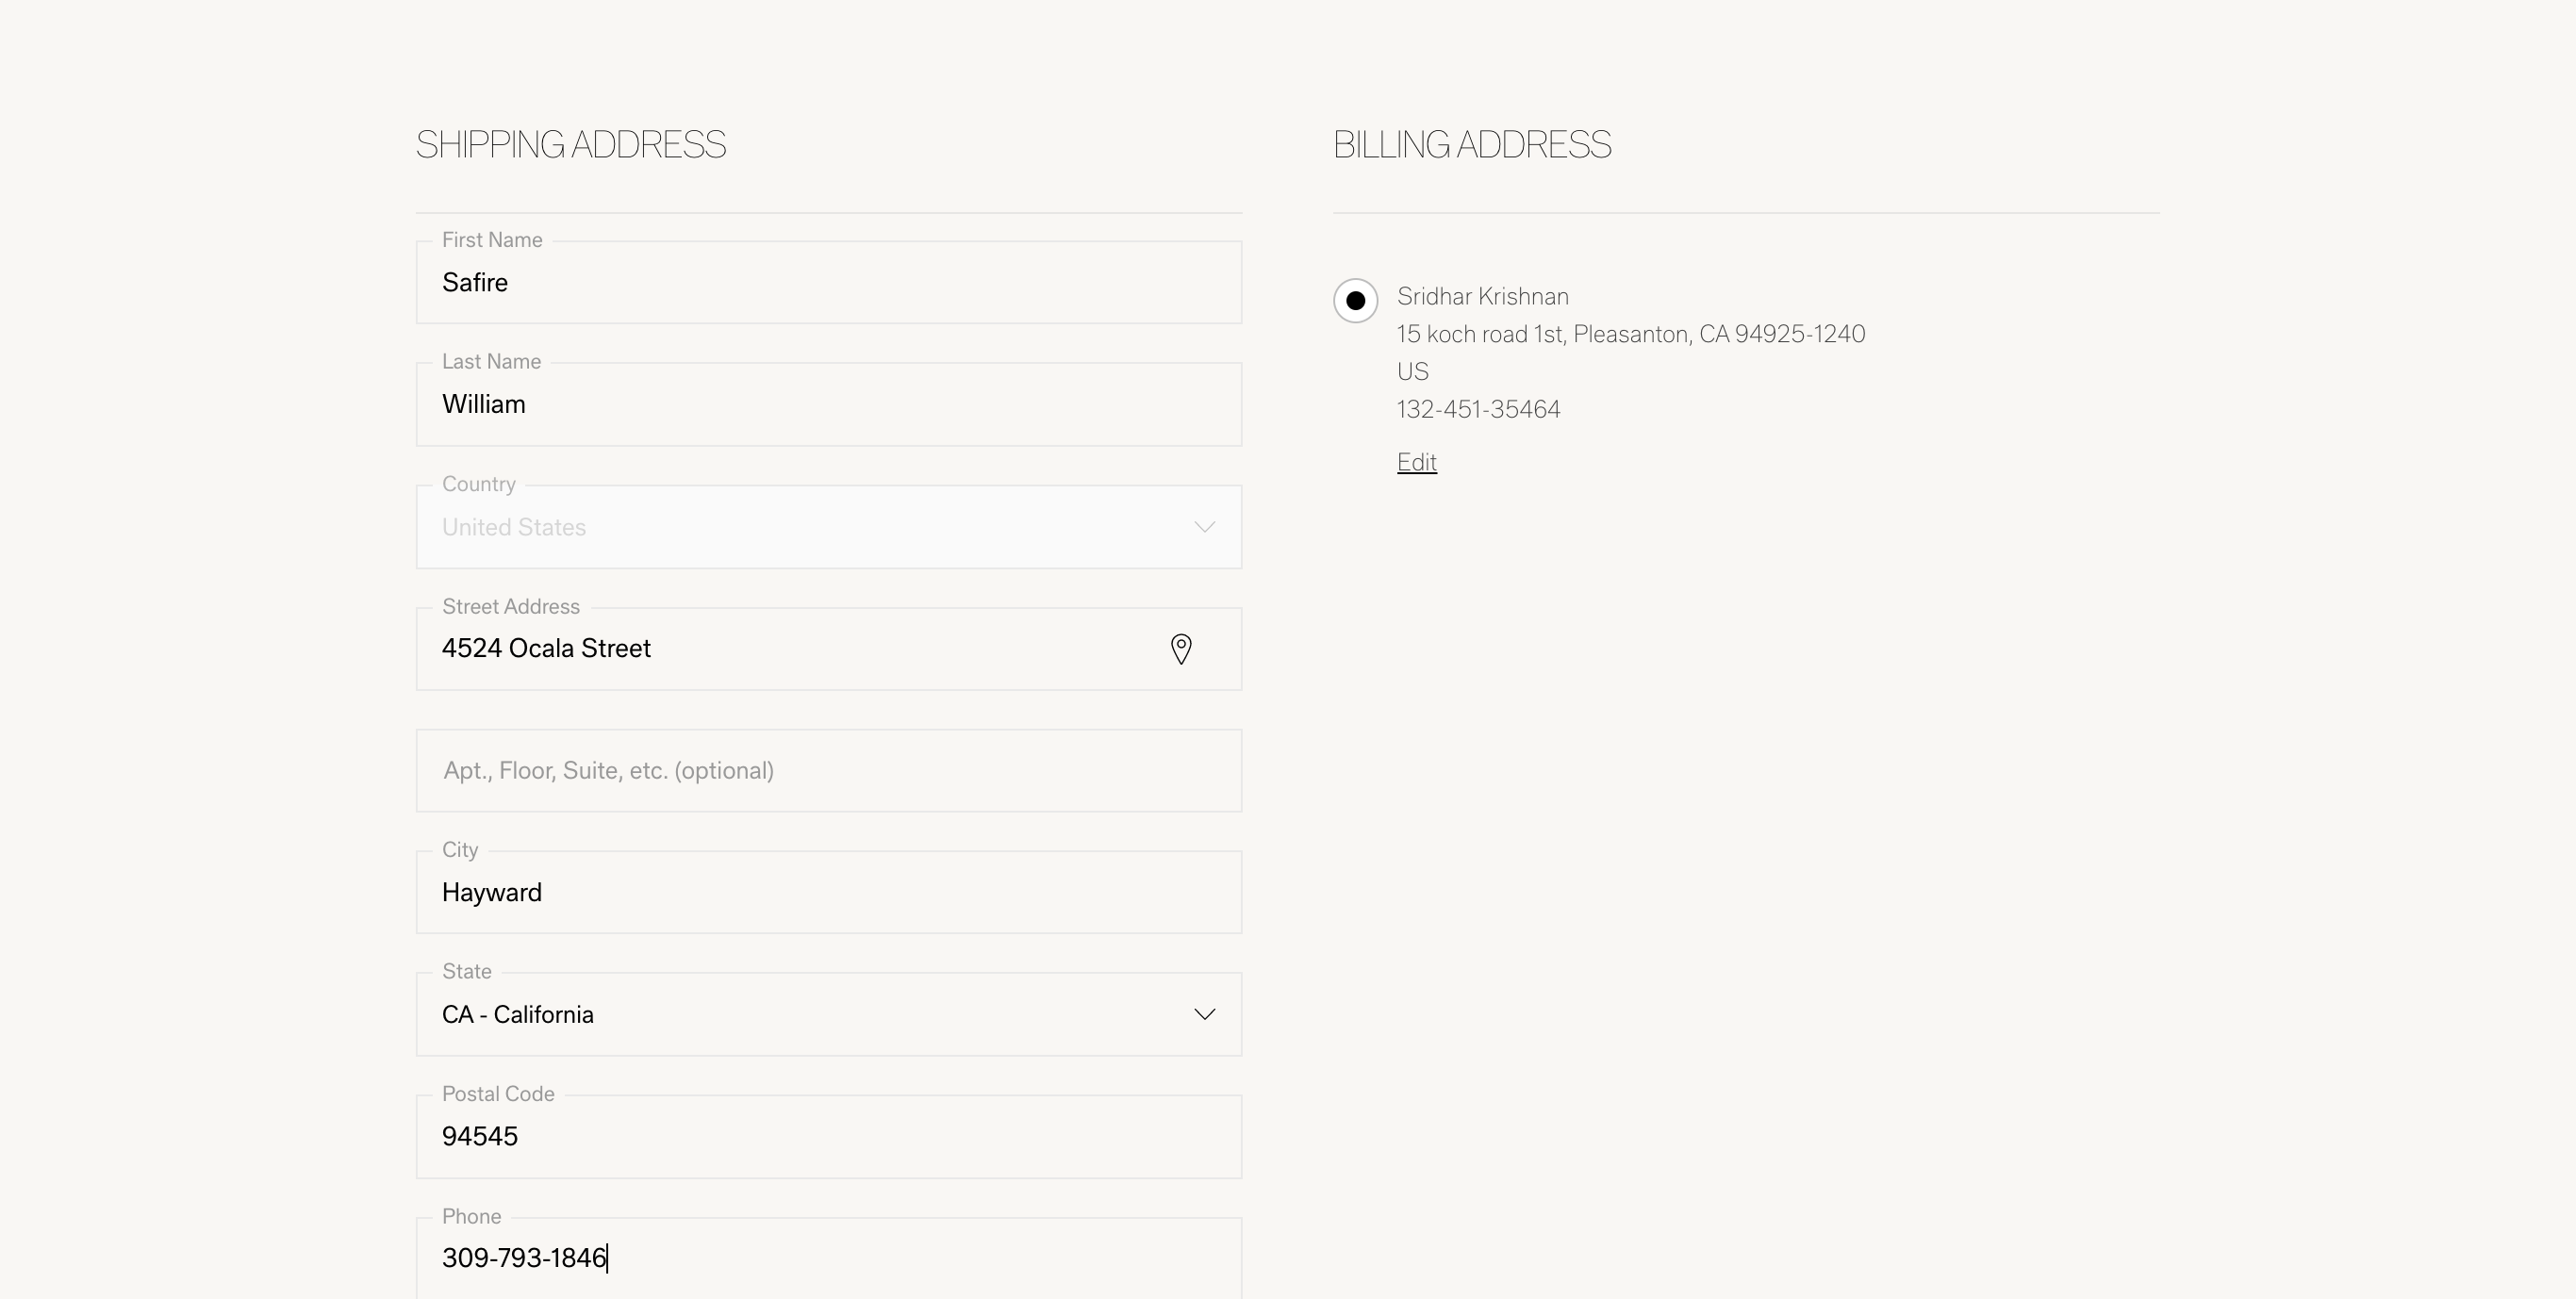 SHIPPING ADDRESS
First Name
Safire
Last Name
William
Country
United States
Street Address
4524 Ocala Street
Apt., Floor, Suite, etc. (optional)
City
Hayward
State
CA - California
Postal Code
94545
Phone
309-793-1846
BILLING ADDRESS
Sridhar Krishnan
15 koch road 1st, Pleasanton, CA 94925-1240
US
132-451-35464
Edit